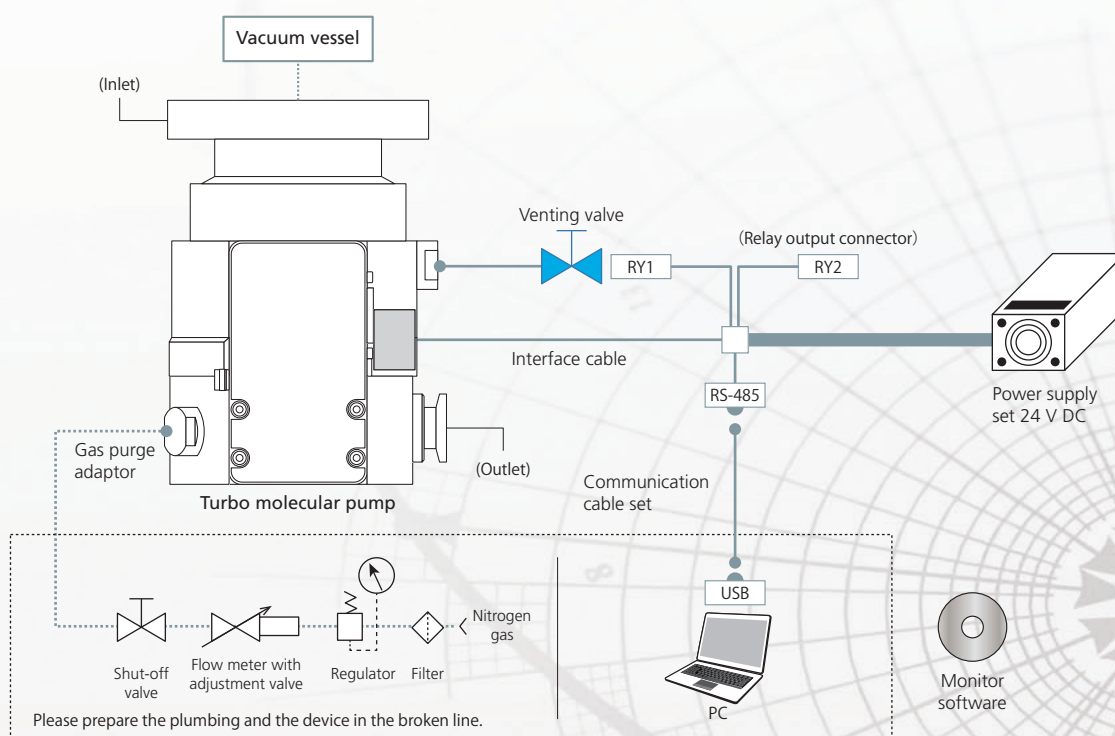 Vacuum vessel
(Inlet)
Venting valve
(Relay output connector)
RY1
RY2
Interface cable
RS-485
Power supply
set 24 V DC
Gas purge
adaptor
(Outlet)
Turbo molecular pump
Communication
cable set
USB
Nitrogen
gas
Shut-off
valve
Flow meter with
adjustment valve
Regulator
Filter
PC
Monitor
software
Please prepare the plumbing and the device in the broken line.